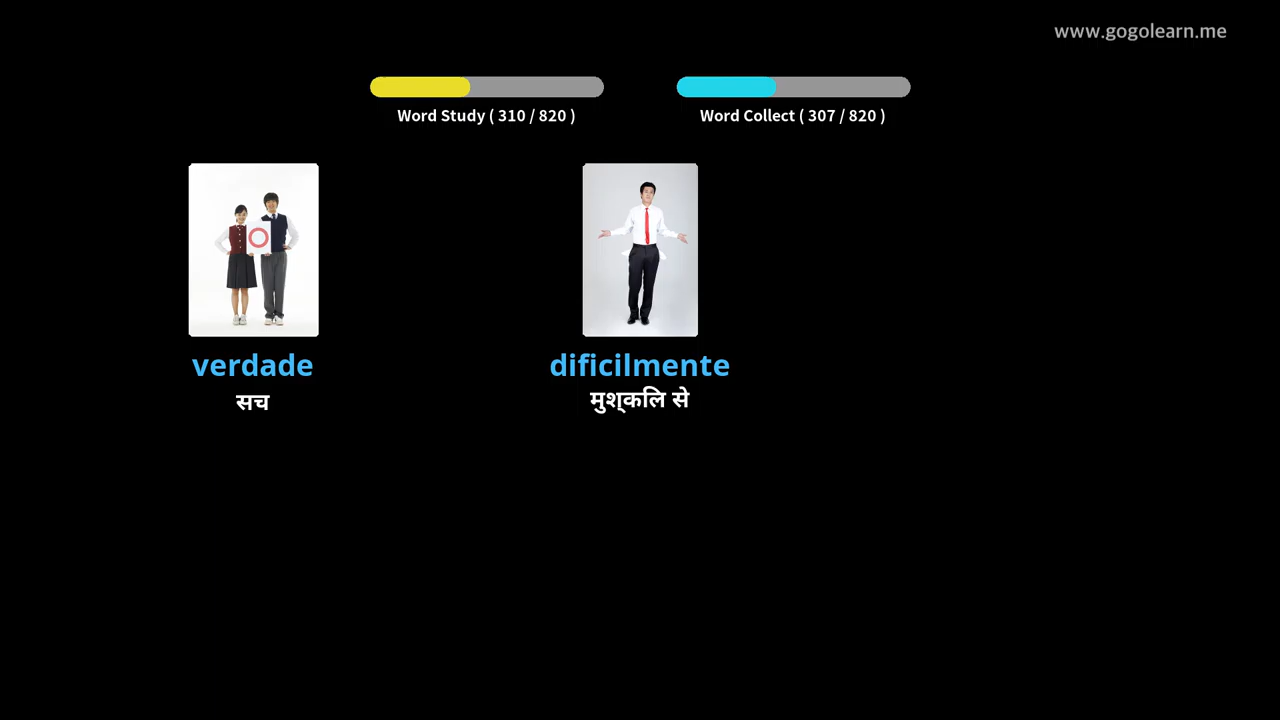 www.gogolearn.me
Word Study ( 310 / 820 )
Word Collect ( 307 / 820 )
verdade
सच
dificilmente
मुश्कलि से